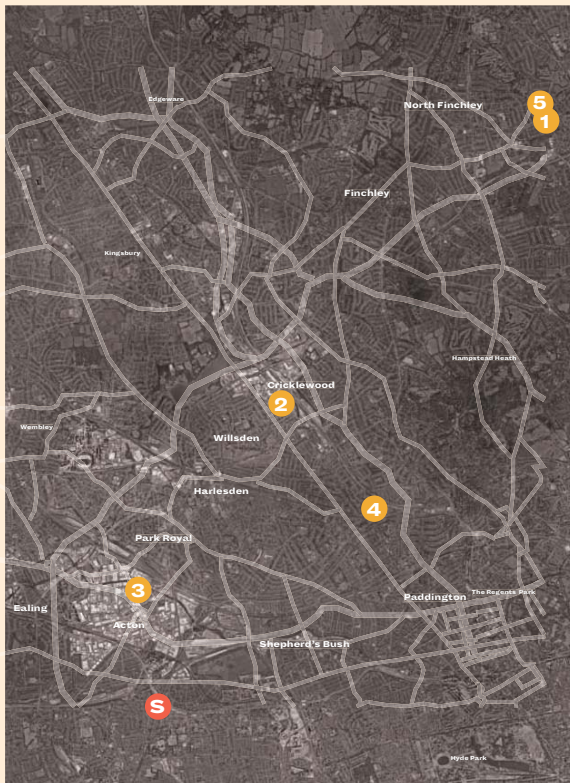 Edgeware
North Finchley
5
1
Finchley
Kingsbury
Hampstead Heath
Cricklewood
2
Wembley
Willsden
Harlesden
4
Park Royal
3
Paddington
The Regents Park
Ealing
Acton
Shepherd's Bush
S
Hyde Park